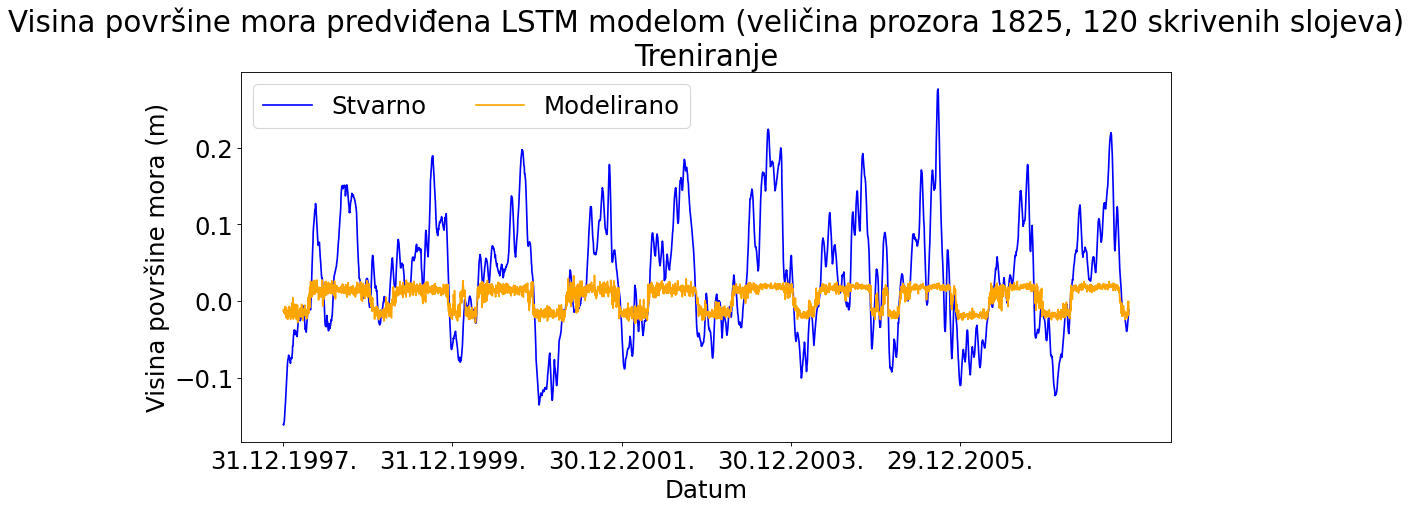 Visina površine mora predviđena LSTM modelom (veličina prozora 1825, 120 skrivenih slojeva)
Treniranje
Stvarno
Modelirano
Visina površine mora (m)
0.2
0.1
0.0
−0.1
31.12.1997.
31.12.1999.
30.12.2001.
30.12.2003.
29.12.2005.
Datum